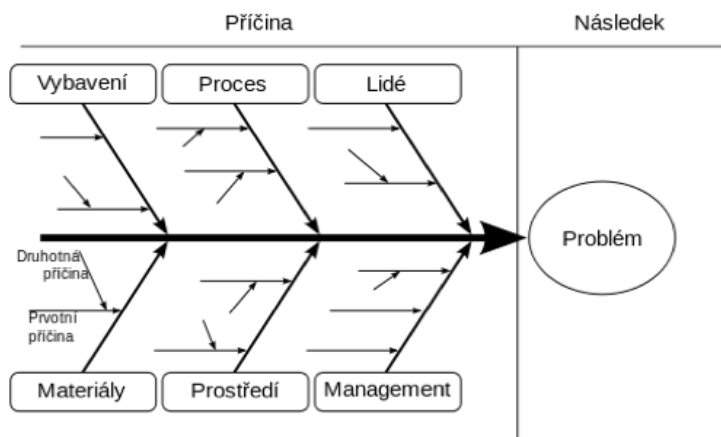 Příčina
Následek
Vybavení
Proces
Lidé
Problém
Druhotná
příčina
Prvotní
příčina
Materiály
Prostředí
Management